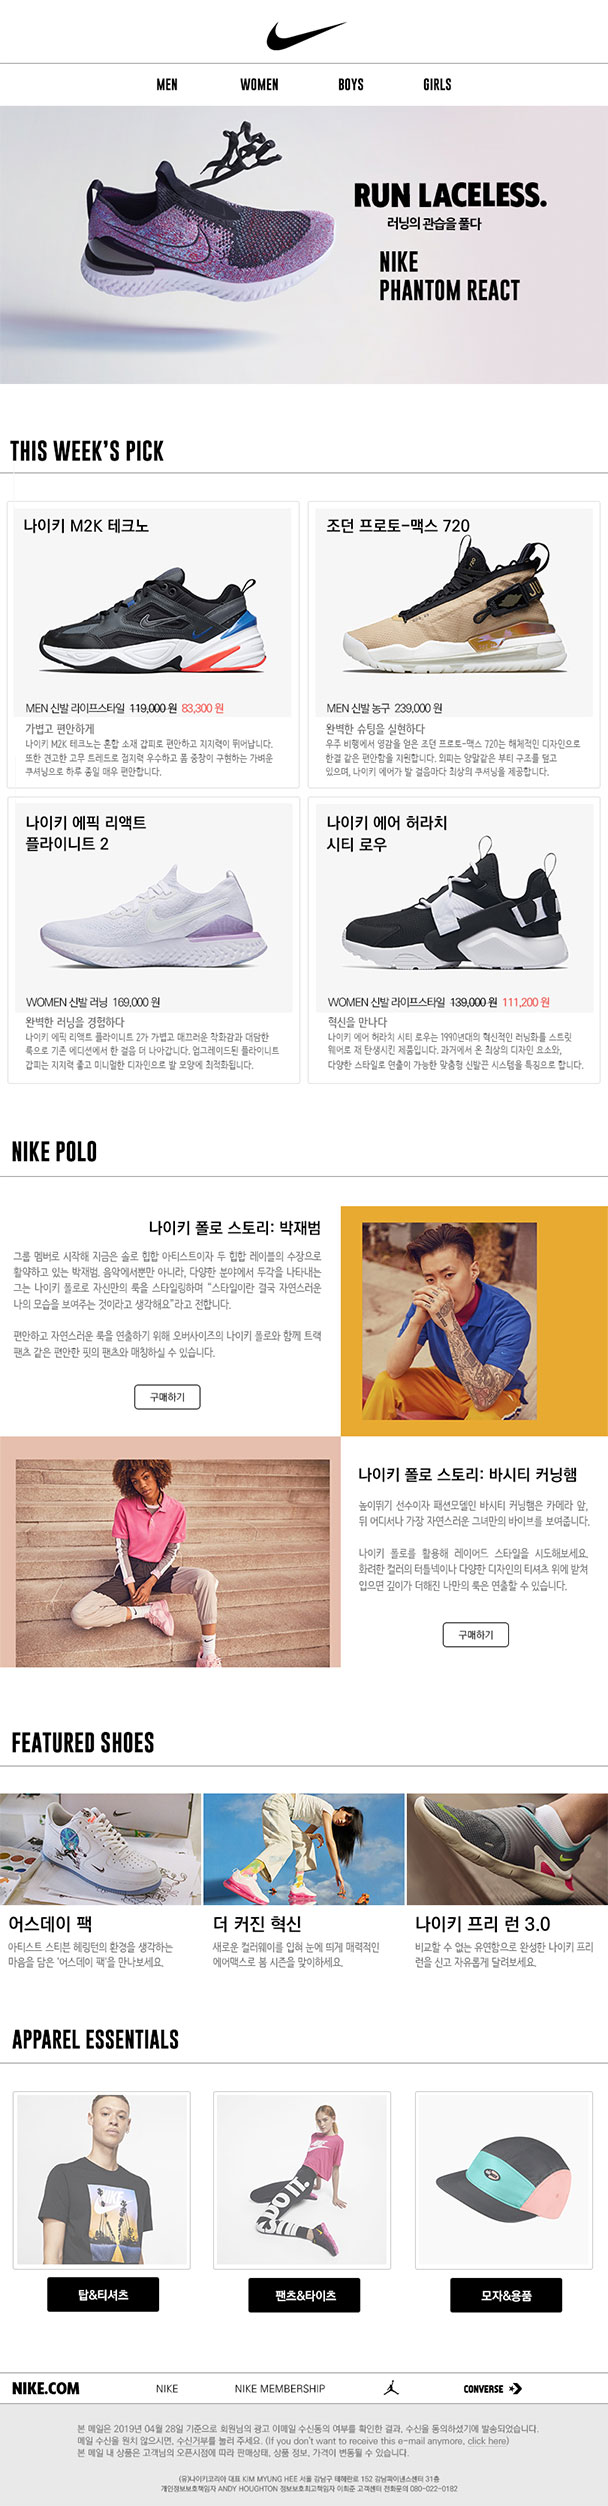 MEN WOMEN BOYS GIRLS
RUN LACELESS.
러닝의 관습을 풀다
NIKE
PHANTOM REACT
THIS WEEK'S PICK
나이키 M2K 테크노
MEN 신발 라이프스타일 119,000 원 83,300 원
가볍고 편안하게
나이키 M2K 테크노는 혼합 소재 갑피로 편안하고 지지력이 뛰어납니다.
또한 견고한 고무 트레드로 접지력 우수하고 폼 중창이 구현하는 가벼운
쿠셔닝으로 하루 종일 매우 편안합니다.
조던 프로토-맥스 720
MEN 신발 농구 239,000 원
완벽한 슈팅을 실현하다
우주 비행에서 영감을 얻은 조던 프로토-맥스 720는 해체적인 디자인으로
한결 같은 편안함을 지원합니다. 외피는 양말같은 부티 구조를 덮고
있으며, 나이키 에어가 발 걸음마다 최상의 쿠셔닝을 제공합니다.
나이키 에픽 리액트
플라이니트 2
WOMEN 신발 러닝 169,000 원
완벽한 러닝을 경험하다
나이키 에픽 리액트 플라이니트 2가 가볍고 매끄러운 착화감과 대담한
룩으로 기존 에디션에서 한 걸음 더 나아갑니다. 업그레이드된 플라이니트
갑피는 지지력 좋고 미니멀한 디자인으로 발 모양에 최적화됩니다.
나이키 에어 허라치
시티 로우
WOMEN 신발 라이프스타일 139,000 원 111,200 원
혁신을 만나다
나이키 에어 허라치 시티 로우는 1990년대의 혁신적인 러닝화를 스트릿
웨어로 재 탄생시킨 제품입니다. 과거에서 온 최상의 디자인 요소와,
다양한 스타일로 연출이 가능한 맞춤형 신발끈 시스템을 특징으로 합니다.
NIKE POLO
나이키 폴로 스토리: 박재범
그룹 멤버로 시작해 지금은 솔로 힙합 아티스트이자 두 힙합 레이블의 수장으로
활약하고 있는 박재범. 음악에서뿐만 아니라, 다양한 분야에서 두각을 나타내는
그는 나이키 폴로로 자신만의 룩을 스타일링하며 "스타일이란 결국 자연스러운
나의 모습을 보여주는 것이라고 생각해요"라고 전합니다.
편안하고 자연스러운 룩을 연출하기 위해 오버사이즈의 나이키 폴로와 함께 트랙
팬츠 같은 편안한 핏의 팬츠와 매칭하실 수 있습니다.
구매하기
나이키 폴로 스토리: 바시티 커닝햄
높이뛰기 선수이자 패션모델인 바시티 커닝햄은 카메라 앞,
뒤 어디서나 가장 자연스러운 그녀만의 바이브를 보여줍니다.
나이키 폴로를 활용해 레이어드 스타일을 시도해보세요.
화려한 컬러의 터틀넥이나 다양한 디자인의 티셔츠 위에 받쳐
입으면 깊이가 더해진 나만의 룩은 연출할 수 있습니다.
구매하기
FEATURED SHOES
어스데이 팩
아티스트 스티븐 헤링턴의 환경을 생각하는
마음을 담은 '어스데이 팩'을 만나보세요.
더 커진 혁신
새로운 컬러웨이를 입혀 눈에 띄게 매력적인
에어맥스로 봄 시즌을 맞이하세요.
나이키 프리 런 3.0
비교할 수 없는 유연함으로 완성한 나이키 프리
런을 신고 자유롭게 달려보세요.
APPAREL ESSENTIALS
NIKE
DO IT.
탑&티셔츠
팬츠&타이츠
모자&용품
NIKE.COM NIKE NIKE MEMBERSHIP CONVERSE
본 메일은 2019년 04월 28일 기준으로 회원님의 광고 이메일 수신동의 여부를 확인한 결과, 수신을 동의하셨기에 발송되었습니다.
메일 수신을 원치 않으시면, 수신거부를 눌러 주세요. (If you don't want to receive this e-mail anymore, click here)
본 메일 내 상품은 고객님의 오픈시점에 따라 판매상태, 상품 정보, 가격이 변동될 수 있습니다.
(유)나이키코리아 대표 KIM MYUNG HEE 서울 강남구 테헤란로 152 강남파이낸스센터 31층
개인정보보호책임자 ANDY HOUGHTON 정보보호최고책임자 이희준 고객센터 전화문의 080-022-0182